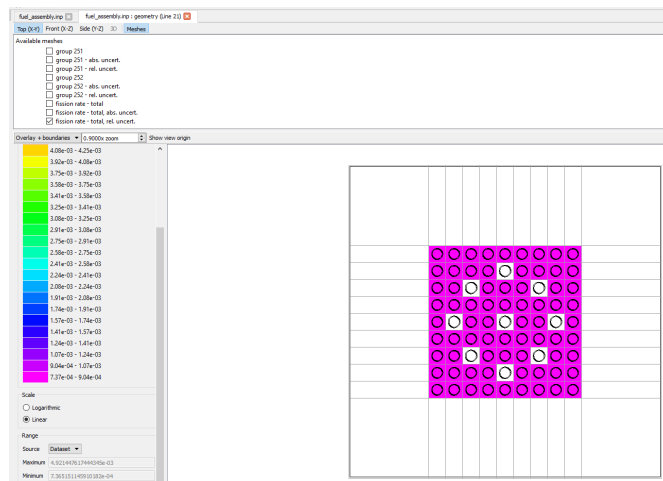 fuel_assembly.inp
fuel_assembly.inp : geometry (Line 21)
Top (X-Y) Front (X-Z) Side (Y-Z) 3D Meshes
Available meshes
group 251
group 251 - abs. uncert.
group 251 - rel. uncert.
group 252
group 252 - abs. uncert.
group 252 - rel. uncert.
fission rate - total
fission rate - total, abs. uncert.
fission rate - total, rel. uncert.
Overlay + boundaries 0.9000x zoom Show view origin
4.08e-03 - 4.25e-03
3.92e-03 - 4.08e-03
3.75e-03 - 3.92e-03
3.58e-03 - 3.75e-03
3.41e-03 - 3.58e-03
3.25e-03 - 3.41e-03
3.08e-03 - 3.25e-03
2.91e-03 - 3.08e-03
2.75e-03 - 2.91e-03
2.58e-03 - 2.75e-03
2.41e-03 - 2.58e-03
2.24e-03 - 2.41e-03
2.08e-03 - 2.24e-03
1.91e-03 - 2.08e-03
1.74e-03 - 1.91e-03
1.57e-03 - 1.74e-03
1.41e-03 - 1.57e-03
1.24e-03 - 1.41e-03
1.07e-03 - 1.24e-03
9.04e-04 - 1.07e-03
7.37e-04 - 9.04e-04
Scale
Logarithmic
Linear
Range
Source Dataset
Maximum 4.921447617444345e-03
Minimum 7.365151145910182e-04